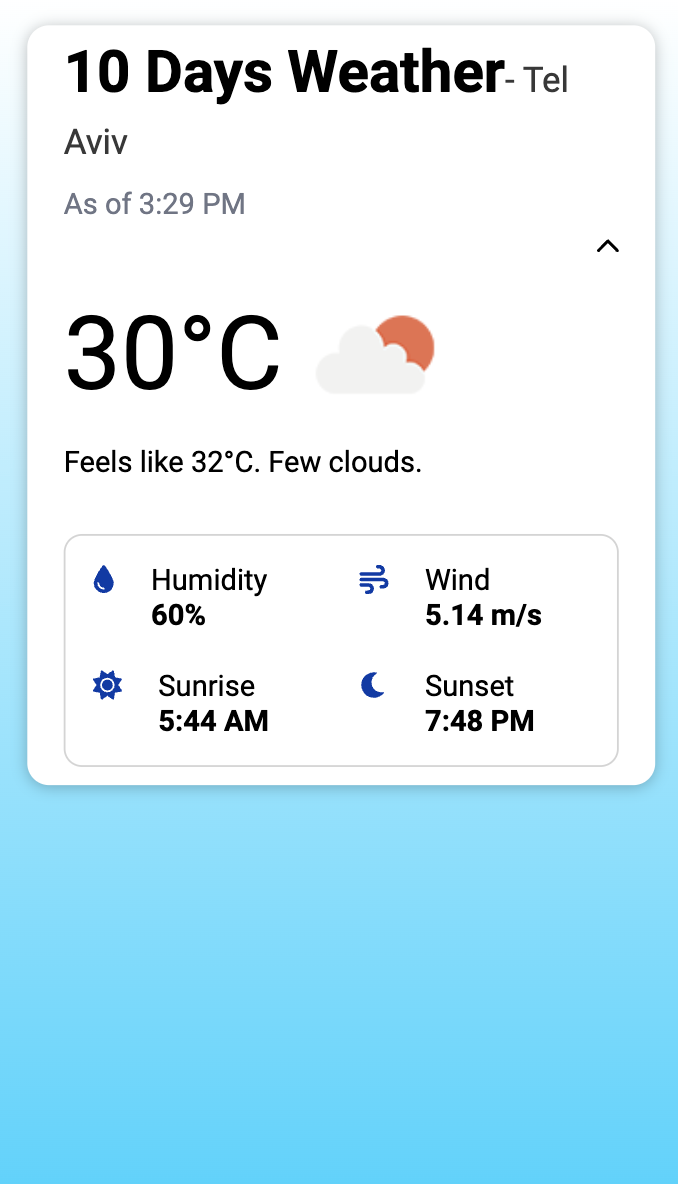 10 Days Weather- Tel
Aviv
As of 3:29 PM
30°C
Feels like 32°C. Few clouds.
Humidity
60%
Wind
5.14 m/s
Sunrise
5:44 AM
Sunset
7:48 PM